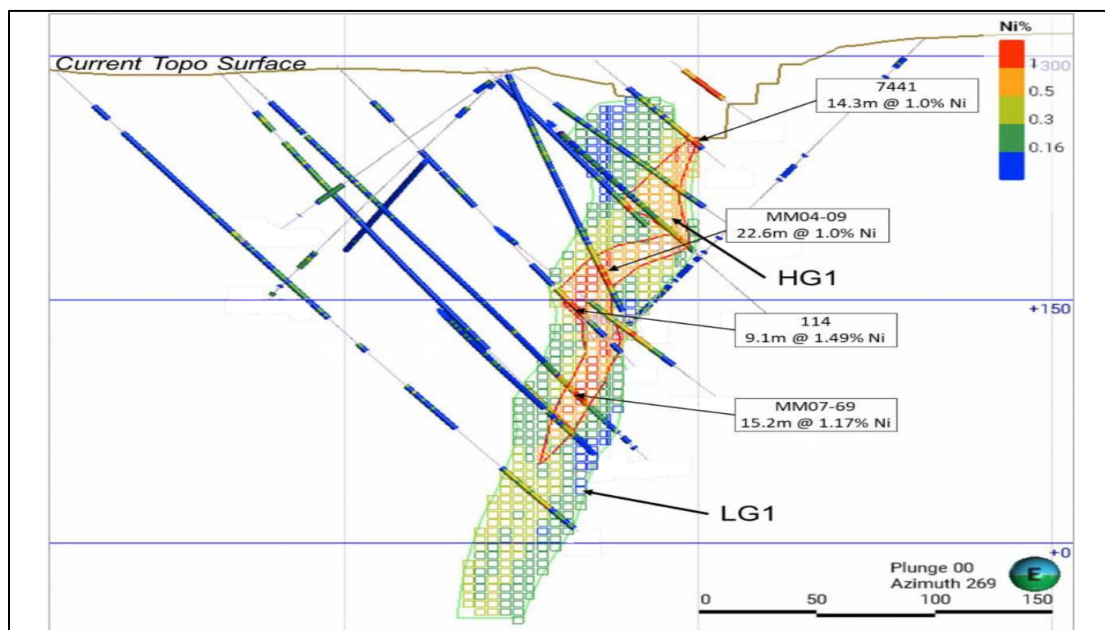 Ni%
Current Topo Surface
1
+300
7441
14.3m @ 1.0% Ni
0.5
0.3
0.16
MM04-09
22.6m @ 1.0% Ni
HG1
+150
114
9.1m @ 1.49% Ni
MM07-69
15.2m @ 1.17% Ni
LG1
+0
Plunge 00
Azimuth 269
E
0 50 100 150